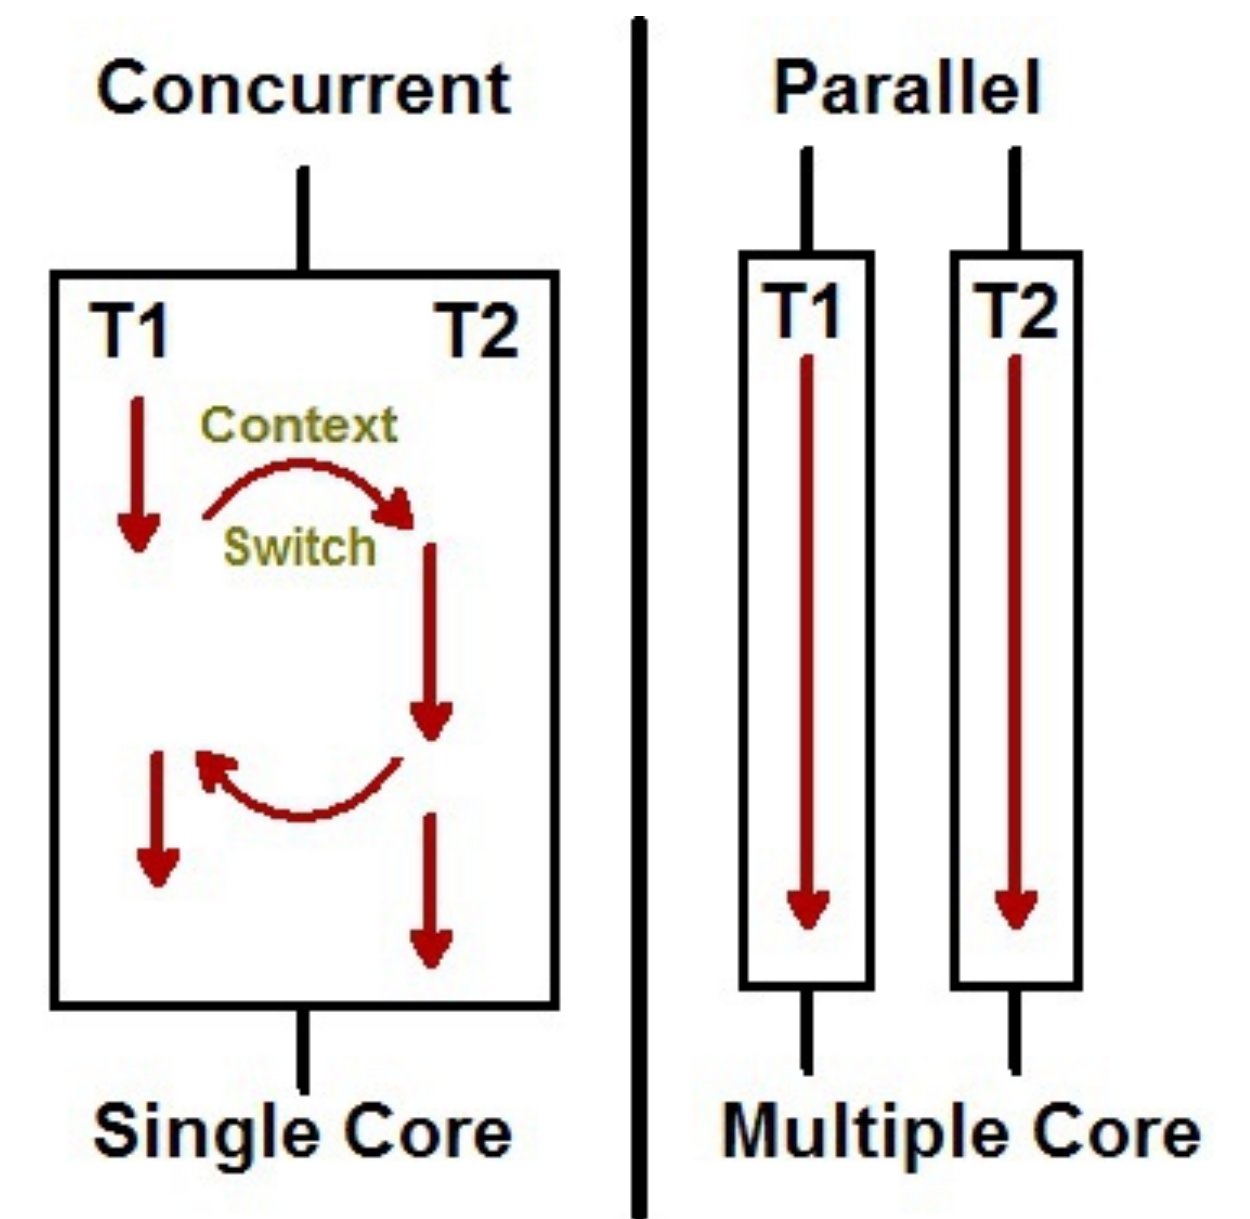 Concurrent
T1 T2
Context
Switch
Single Core
Parallel
T1 T2
Multiple Core